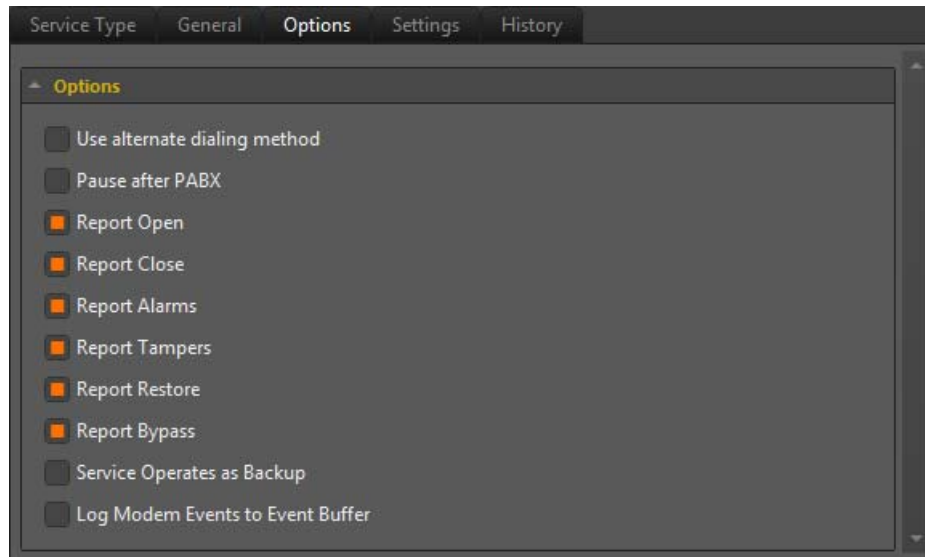 Service Type General Options Settings History
Options
Use alternate dialing method
Pause after PABX
Report Open
Report Close
Report Alarms
Report Tampers
Report Restore
Report Bypass
Service Operates as Backup
Log Modem Events to Event Buffer